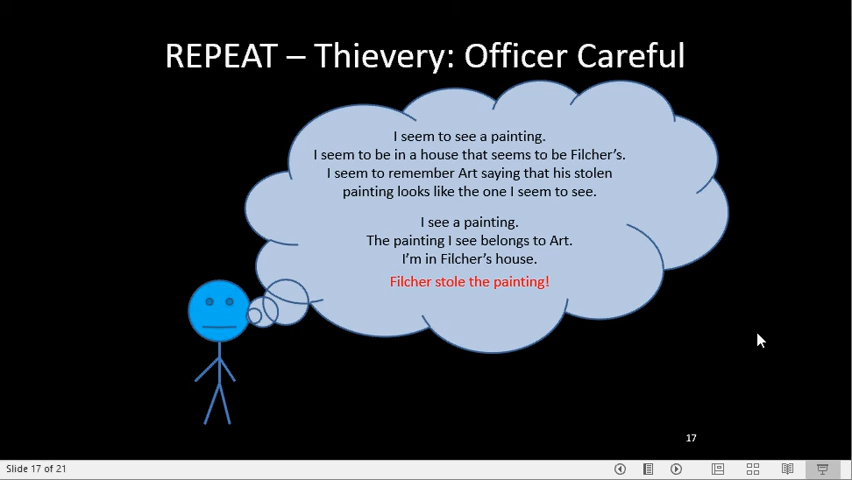 REPEAT – Thievery: Officer Careful
I seem to see a painting.
I seem to be in a house that seems to be Filcher’s.
I seem to remember Art saying that his stolen
painting looks like the one I seem to see.
I see a painting.
The painting I see belongs to Art.
I’m in Filcher’s house.
Filcher stole the painting!
17
Slide 17 of 21